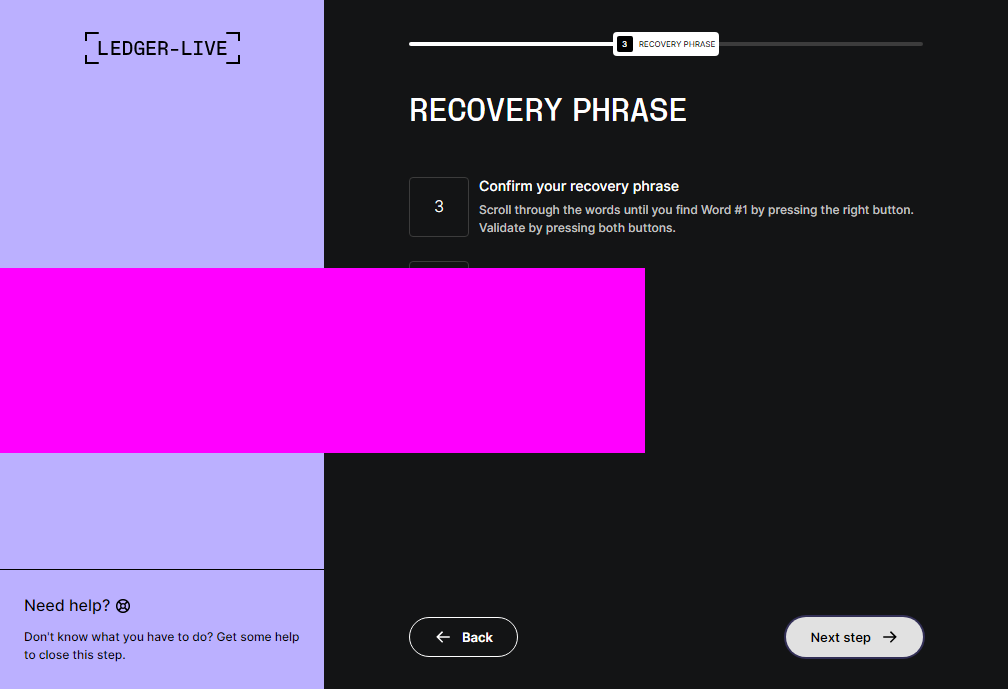 LEDGER-LIVE
3 RECOVERY PHRASE
RECOVERY PHRASE
3
Confirm your recovery phrase
Scroll through the words until you find Word #1 by pressing the right button.
Validate by pressing both buttons.
Need help?
Don't know what you have to do? Get some help
to close this step.
Back
Next step